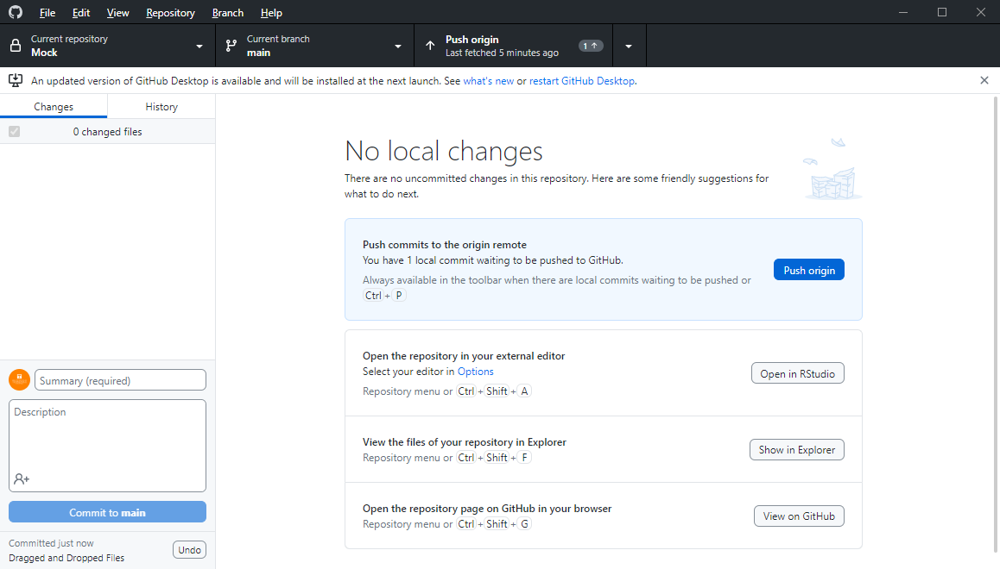 File Edit View Repository Branch Help
Current repository
Mock
Current branch
main
Push origin
Last fetched 5 minutes ago
1
An updated version of GitHub Desktop is available and will be installed at the next launch. See what's new or restart GitHub Desktop.
Changes History
0 changed files
No local changes
There are no uncommitted changes in this repository. Here are some friendly suggestions for
what to do next.
Push commits to the origin remote
You have 1 local commit waiting to be pushed to GitHub.
Always available in the toolbar when there are local commits waiting to be pushed or
Ctrl + P
Push origin
Open the repository in your external editor
Select your editor in Options
Repository menu or Ctrl + Shift + A
Open in RStudio
View the files of your repository in Explorer
Repository menu or Ctrl + Shift + F
Show in Explorer
Open the repository page on GitHub in your browser
Repository menu or Ctrl + Shift + G
View on GitHub
Summary (required)
Description
Commit to main
Committed just now
Dragged and Dropped Files
Undo